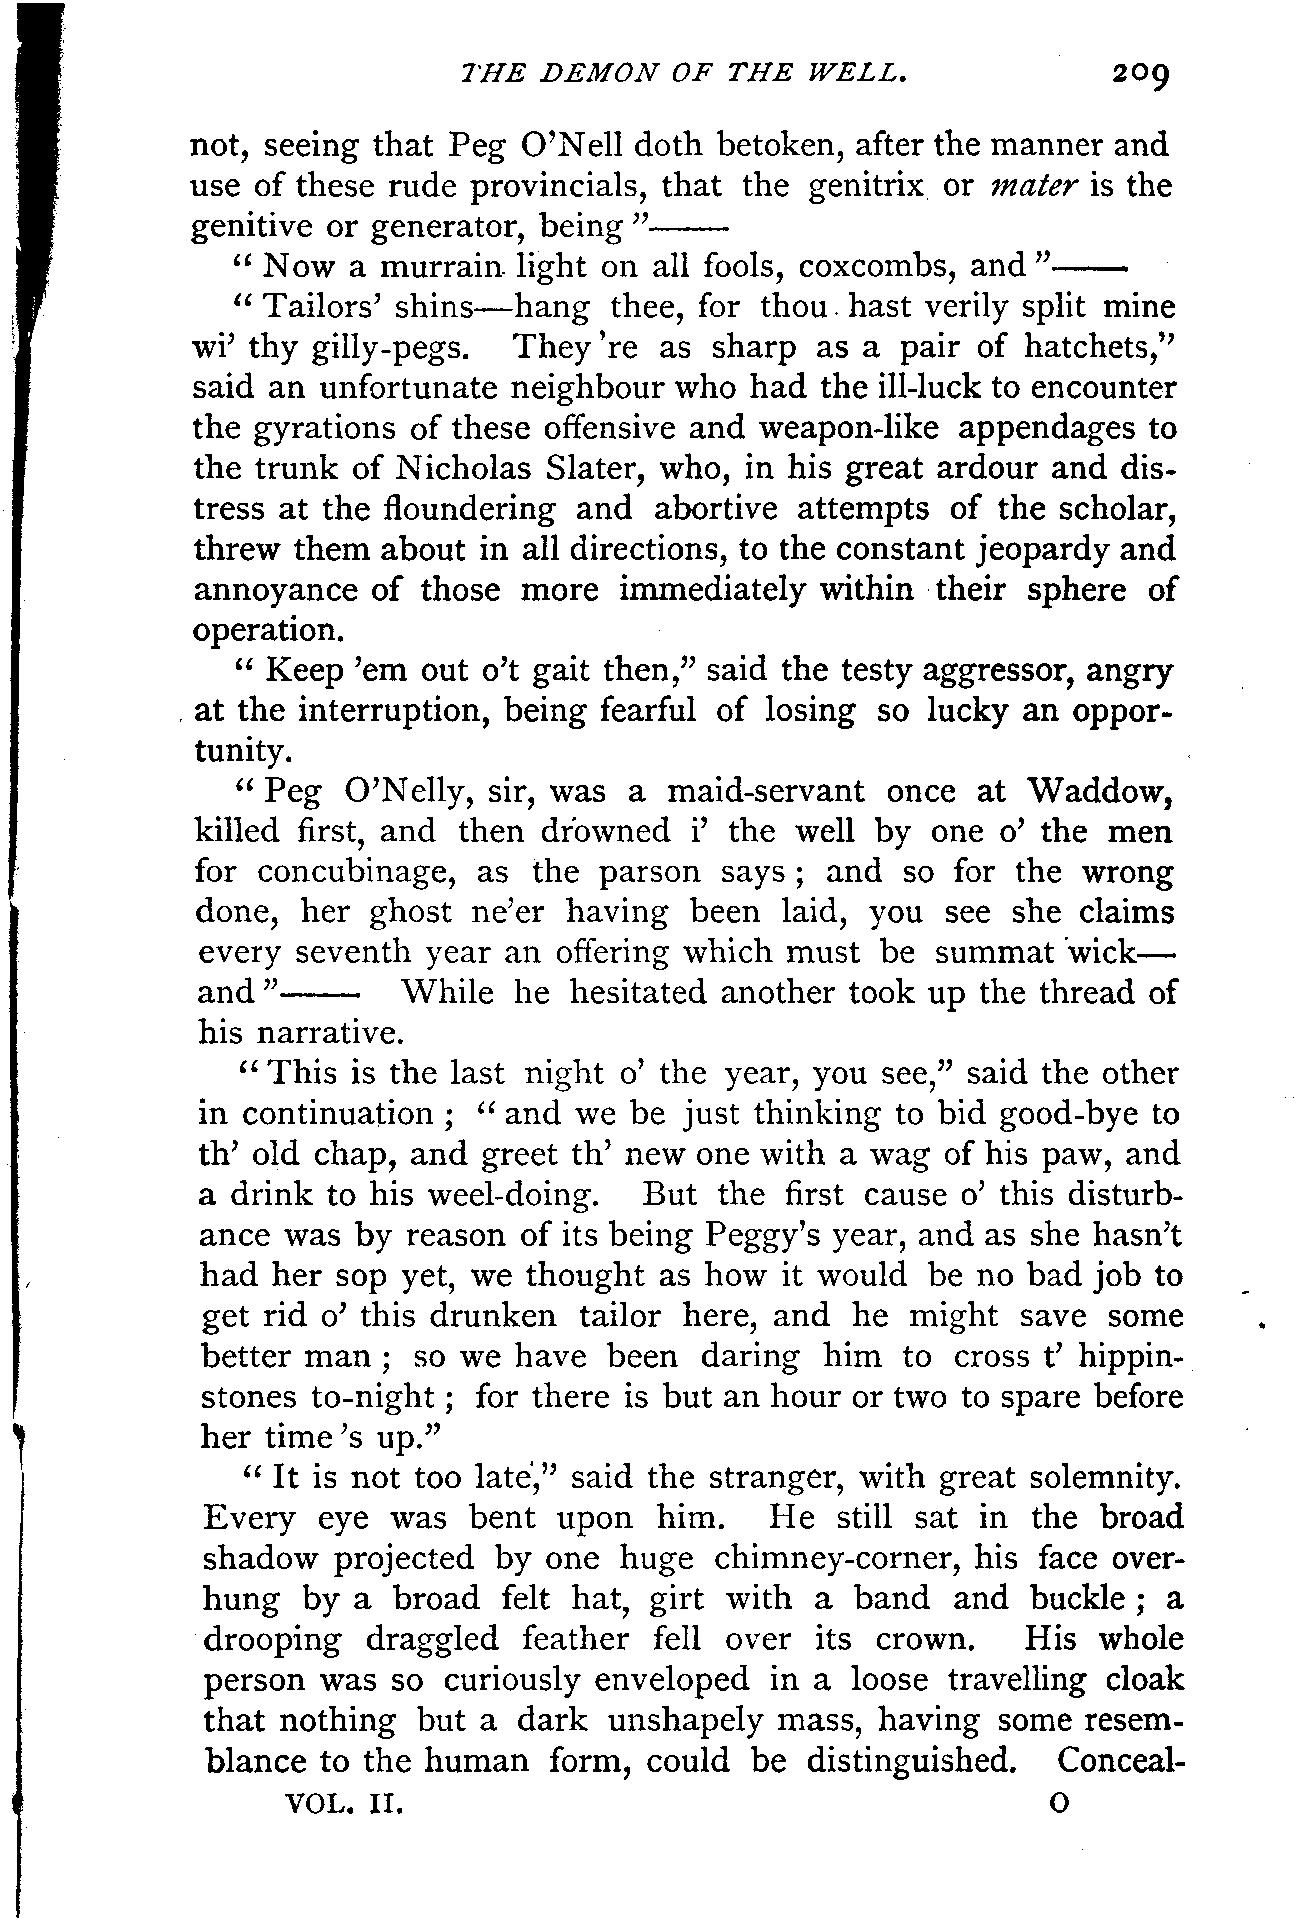 THE DEMON OF THE WELL. 209
not, seeing that Peg O'Nell doth betoken, after the manner and
use of these rude provincials, that the genitrix or mater is the
genitive or generator, being"——
"Now a murrain light on all fools, coxcombs, and"——
"Tailors' shins—hang thee, for thou hast verily split mine
wi' thy gilly-pegs. They 're as sharp as a pair of hatchets,"
said an unfortunate neighbour who had the ill-luck to encounter
the gyrations of these offensive and weapon-like appendages to
the trunk of Nicholas Slater, who, in his great ardour and dis-
tress at the floundering and abortive attempts of the scholar,
threw them about in all directions, to the constant jeopardy and
annoyance of those more immediately within their sphere of
operation.
"Keep 'em out o't gait then," said the testy aggressor, angry
at the interruption, being fearful of losing so lucky an oppor-
tunity.
"Peg O'Nelly, sir, was a maid-servant once at Waddow,
killed first, and then drowned i' the well by one o' the men
for concubinage, as the parson says; and so for the wrong
done, her ghost ne'er having been laid, you see she claims
every seventh year an offering which must be summat wick—
and"—— While he hesitated another took up the thread of
his narrative.
"This is the last night o' the year, you see," said the other
in continuation; "and we be just thinking to bid good-bye to
th' old chap, and greet th' new one with a wag of his paw, and
a drink to his weel-doing. But the first cause o' this disturb-
ance was by reason of its being Peggy's year, and as she hasn't
had her sop yet, we thought as how it would be no bad job to
get rid o' this drunken tailor here, and he might save some
better man; so we have been daring him to cross t' hippin-
stones to-night; for there is but an hour or two to spare before
her time 's up."
"It is not too late," said the stranger, with great solemnity.
Every eye was bent upon him. He still sat in the broad
shadow projected by one huge chimney-corner, his face over-
hung by a broad felt hat, girt with a band and buckle; a
drooping draggled feather fell over its crown. His whole
person was so curiously enveloped in a loose travelling cloak
that nothing but a dark unshapely mass, having some resem-
blance to the human form, could be distinguished. Conceal-
VOL. II. O